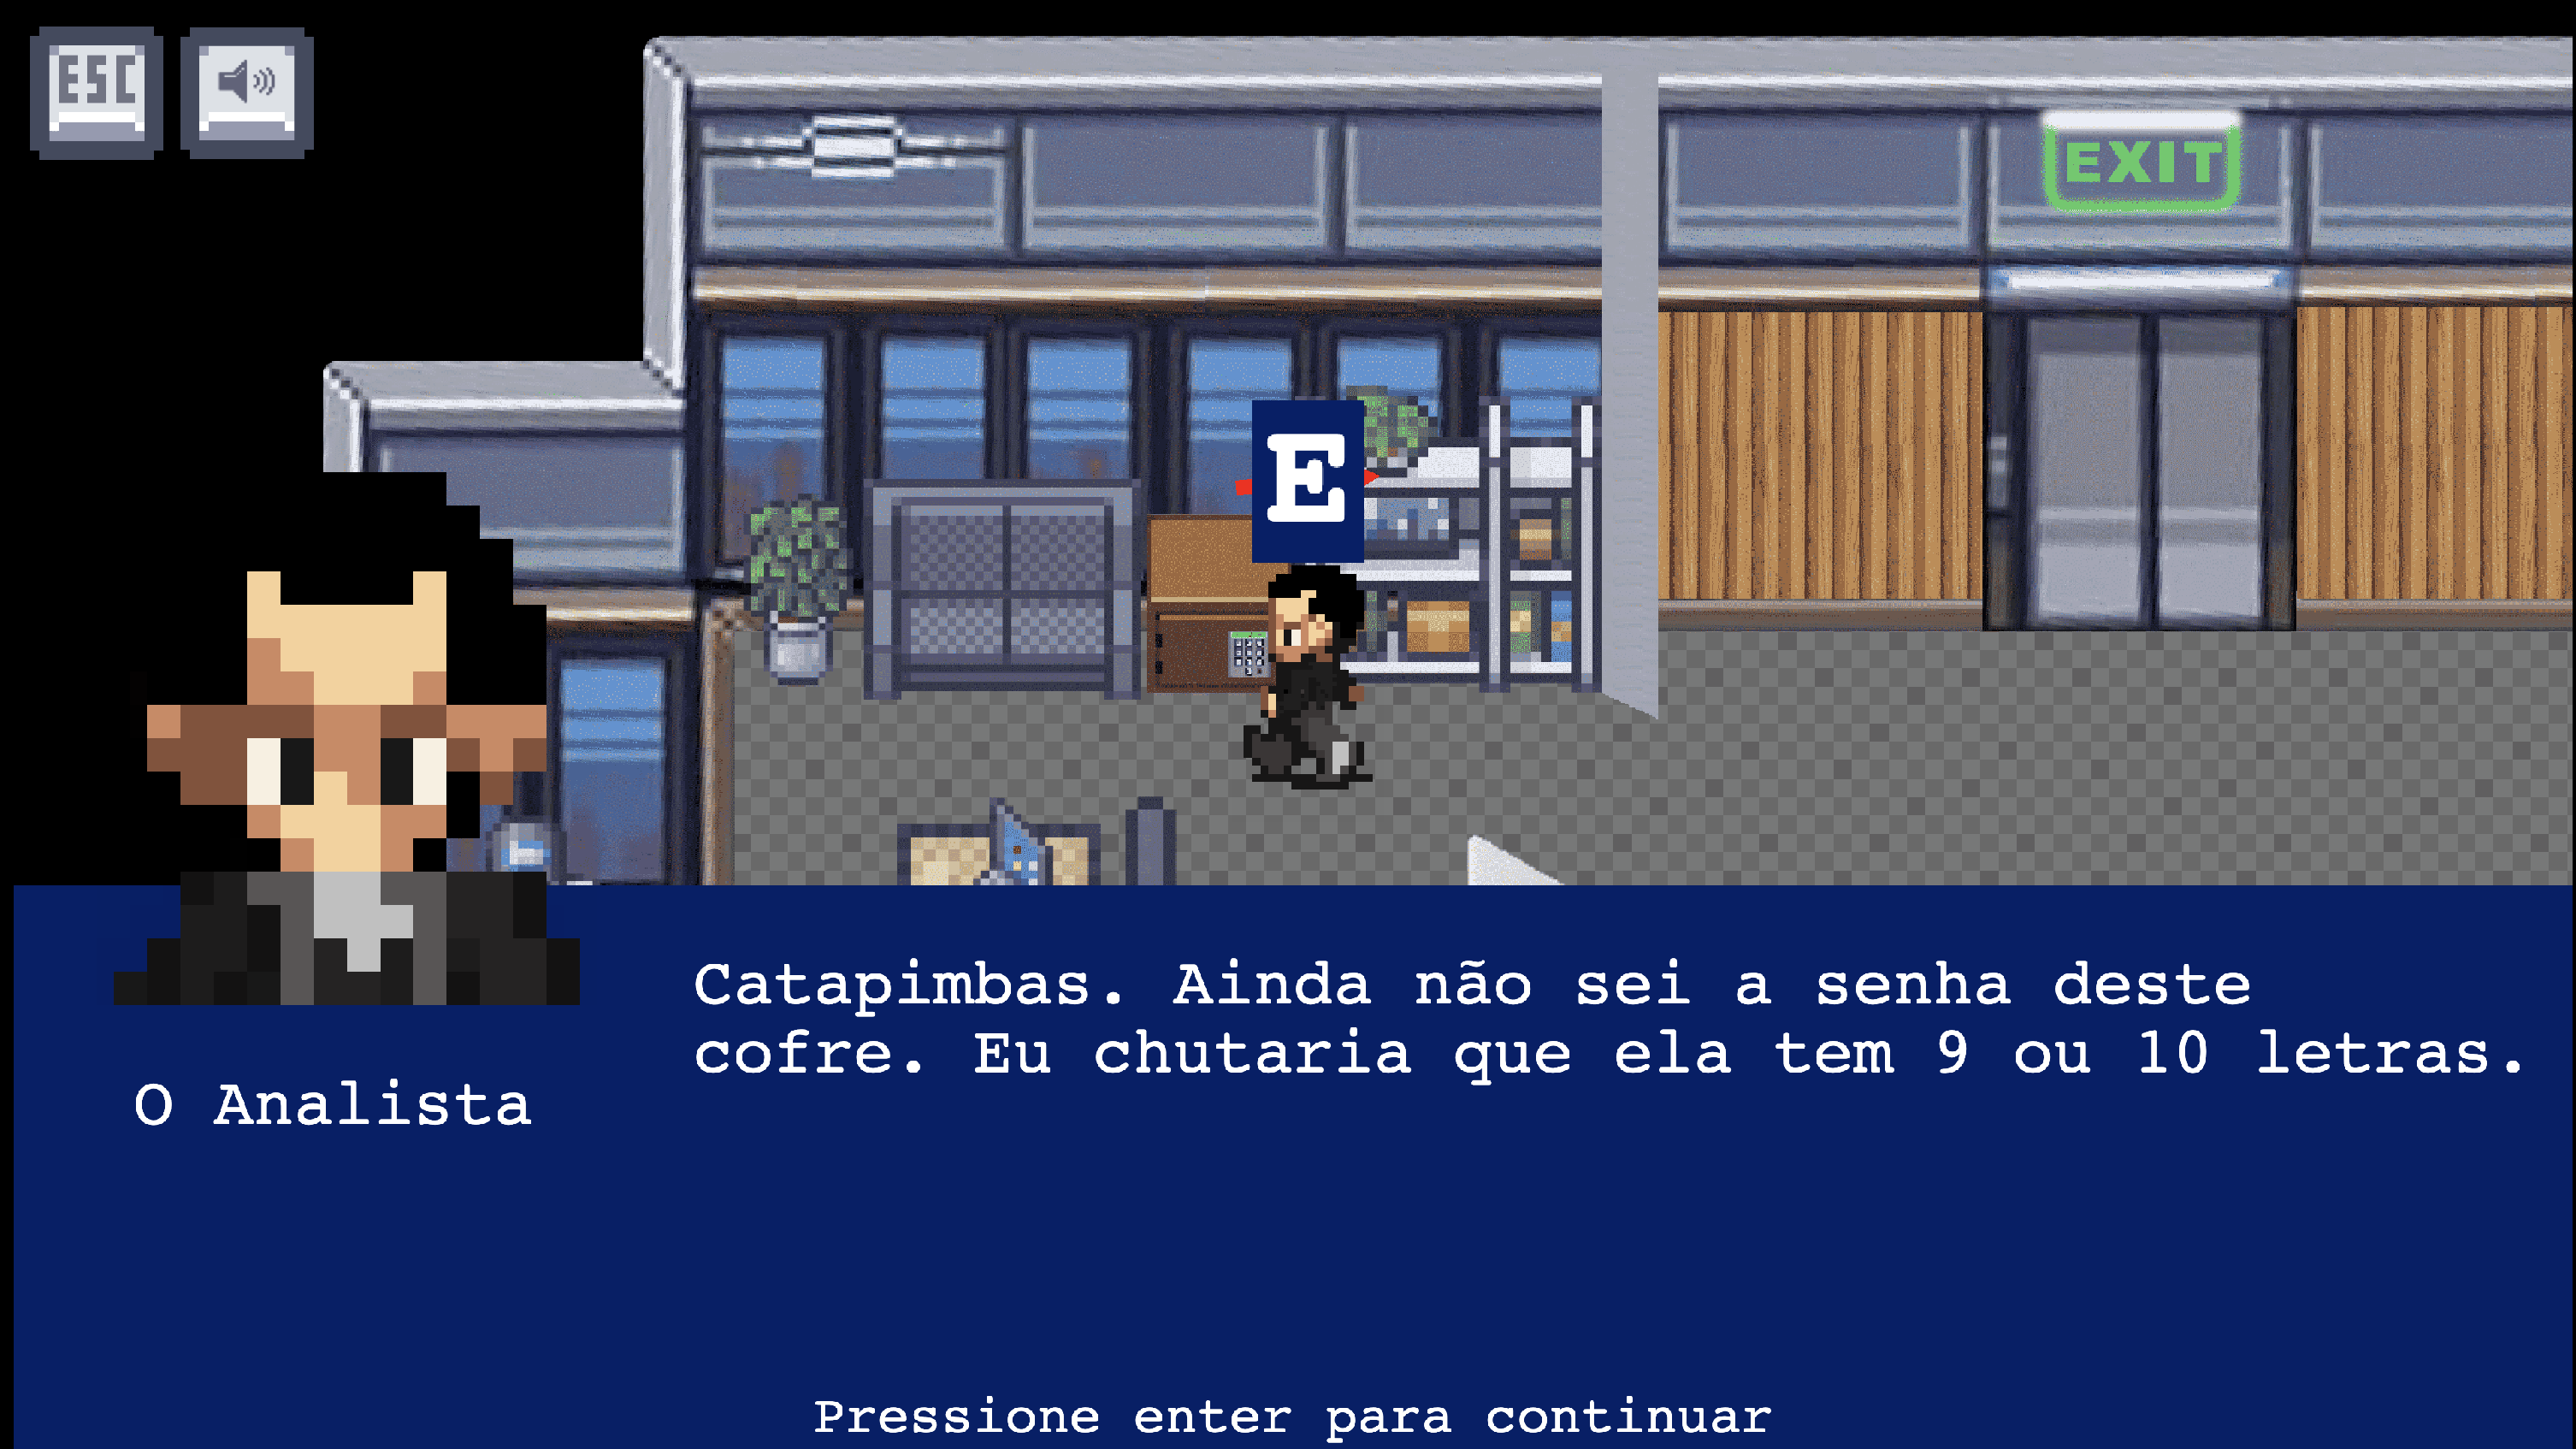 ESC
EXIT
E
Catapimbas. Ainda não sei a senha deste
cofre. Eu chutaria que ela tem 9 ou 10 letras.
O Analista
Pressione enter para continuar